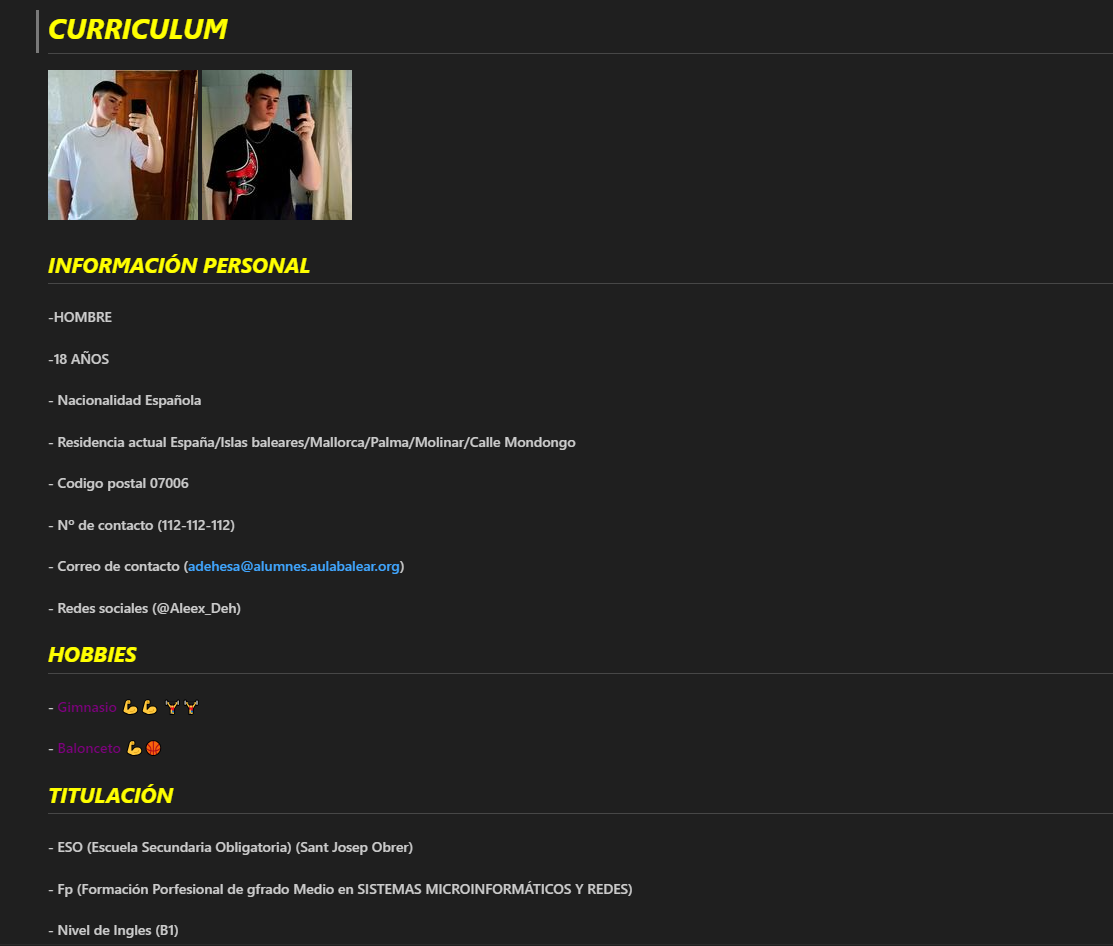 CURRICULUM
INFORMACIÓN PERSONAL
-HOMBRE
-18 AÑOS
- Nacionalidad Española
- Residencia actual España/Islas baleares/Mallorca/Palma/Molinar/Calle Mondongo
- Codigo postal 07006
- Nº de contacto (112-112-112)
- Correo de contacto (adehesa@alumnes.aulabalear.org)
- Redes sociales (@Aleex_Deh)
HOBBIES
- Gimnasio 💪💪 🏋🏋
- Balonceto 💪🏀
TITULACIÓN
- ESO (Escuela Secundaria Obligatoria) (Sant Josep Obrer)
- Fp (Formación Porfesional de gfrado Medio en SISTEMAS MICROINFORMÁTICOS Y REDES)
- Nivel de Ingles (B1)